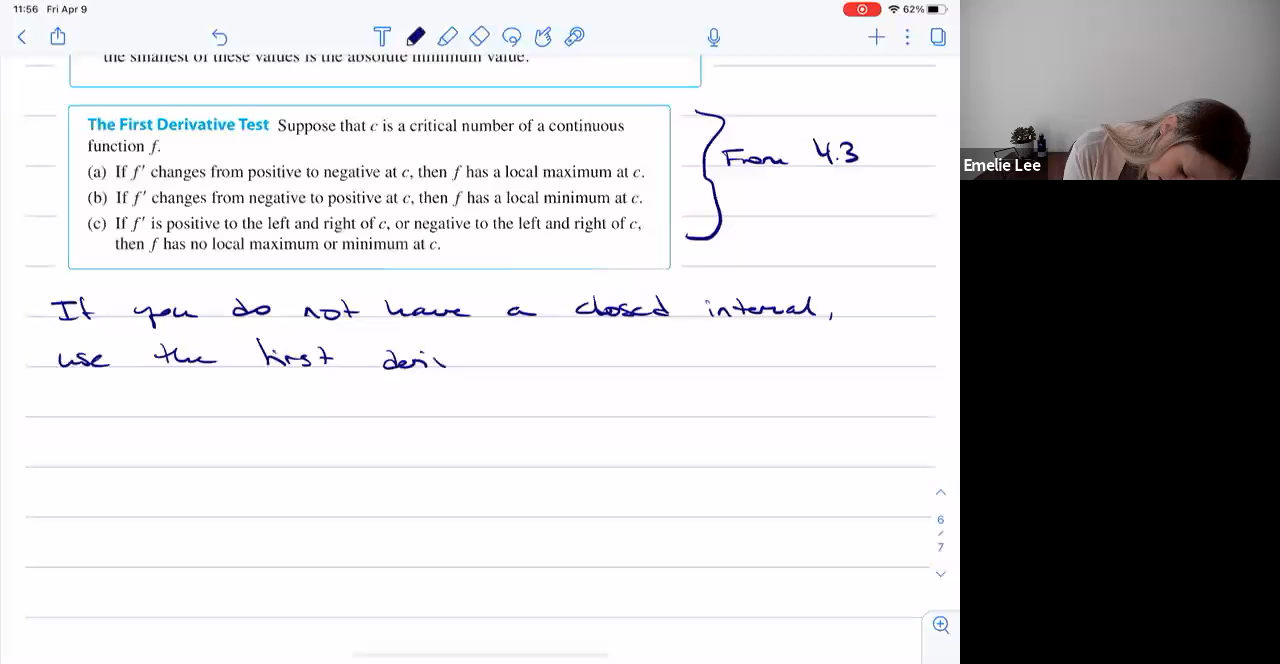 11:56 Fri Apr 9
62%
the smallest of these values is the absolute minimum value.
The First Derivative Test Suppose that c is a critical number of a continuous
function f.
(a) If f′ changes from positive to negative at c, then f has a local maximum at c.
(b) If f′ changes from negative to positive at c, then f has a local minimum at c.
(c) If f′ is positive to the left and right of c, or negative to the left and right of c,
then f has no local maximum or minimum at c.
From 4.3
If you do not have a closed interval,
use the first deriv
6
/
7
Emelie Lee